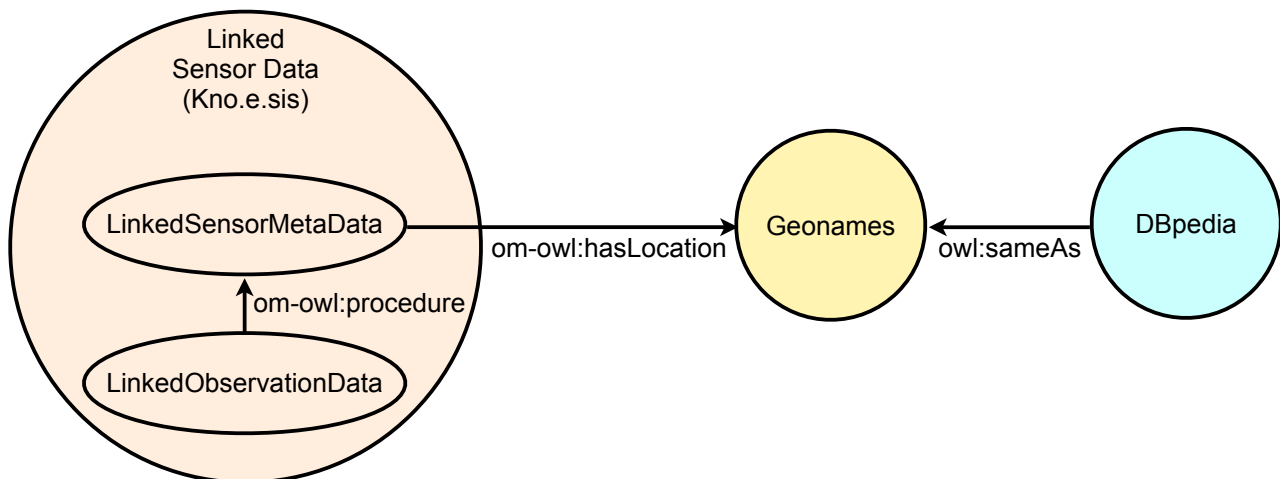 Linked
Sensor Data
(Kno.e.sis)
LinkedSensorMetaData
om-owl:hasLocation
Geonames
owl:sameAs
DBpedia
om-owl:procedure
LinkedObservationData